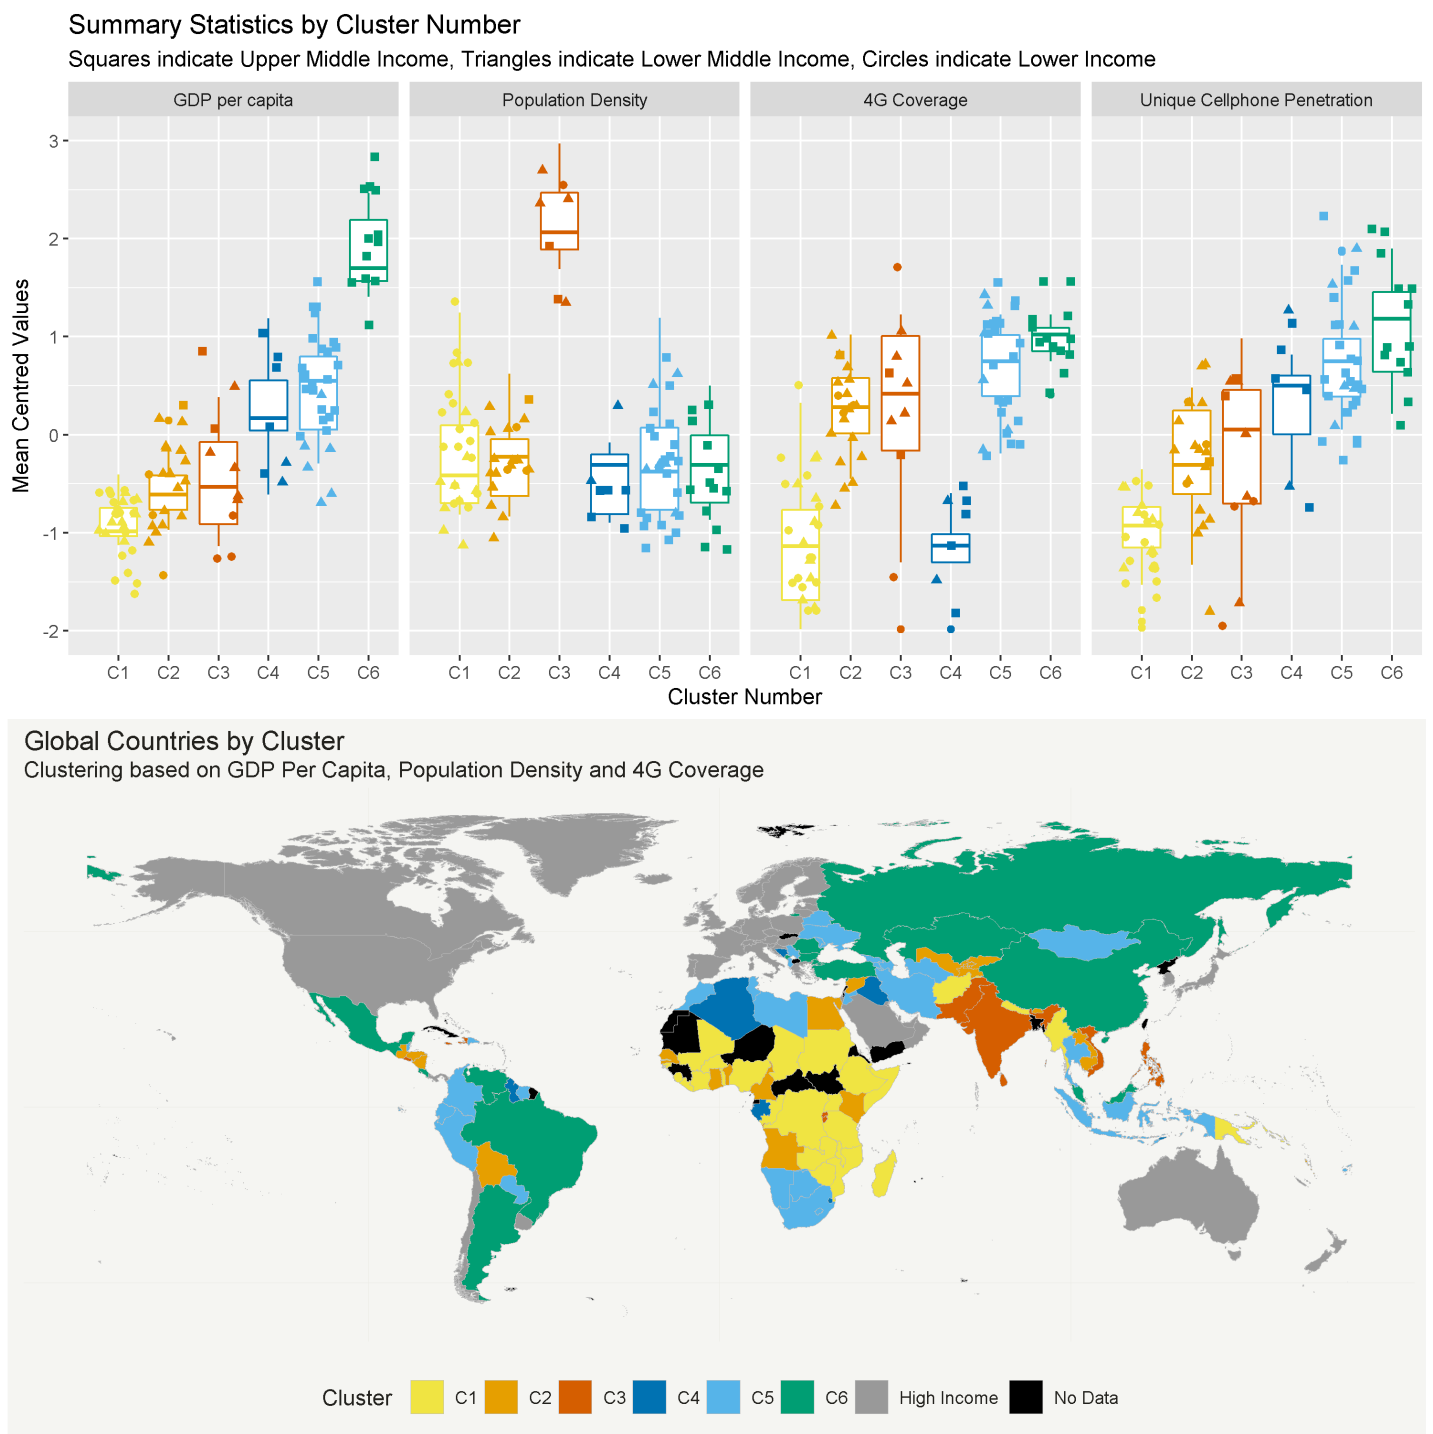 Summary Statistics by Cluster Number
Squares indicate Upper Middle Income, Triangles indicate Lower Middle Income, Circles indicate Lower Income
GDP per capita Population Density 4G Coverage Unique Cellphone Penetration
Mean Centred Values
3
2
1
0
-1
-2
C1 C2 C3 C4 C5 C6 C1 C2 C3 C4 C5 C6 C1 C2 C3 C4 C5 C6 C1 C2 C3 C4 C5 C6
Cluster Number
Global Countries by Cluster
Clustering based on GDP Per Capita, Population Density and 4G Coverage
Cluster C1 C2 C3 C4 C5 C6 High Income No Data